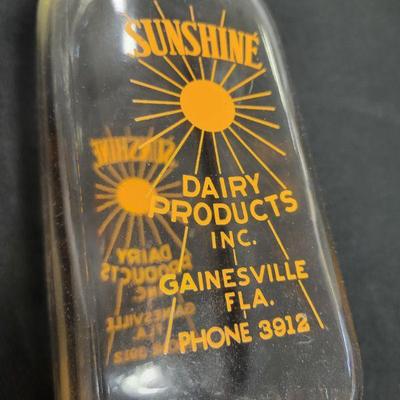 SUNSHINE
DAIRY
PRODUCTS
INC.
GAINESVILLE
FLA.
PHONE 3912